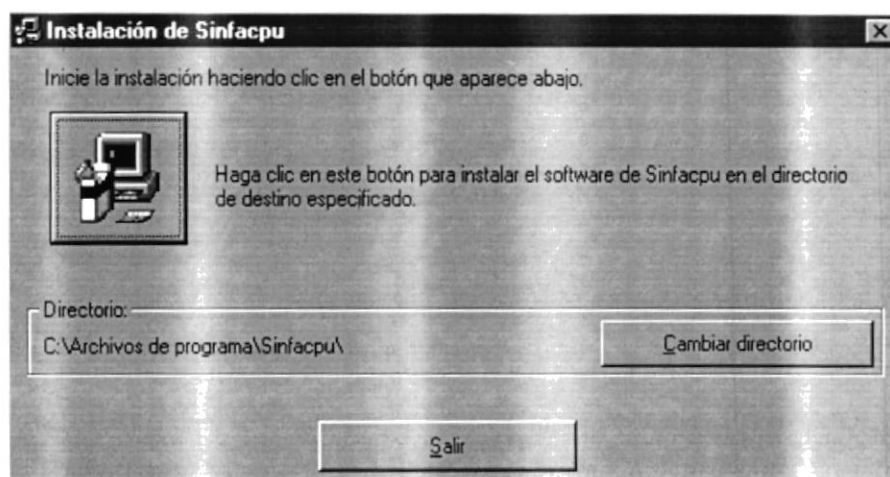 Instalación de Sinfacpu
Inicie la instalación haciendo clic en el botón que aparece abajo.
Haga clic en este botón para instalar el software de Sinfacpu en el directorio
de destino especificado.
Directorio:
C:\Archivos de programa\Sinfacpu\
Cambiar directorio
Salir